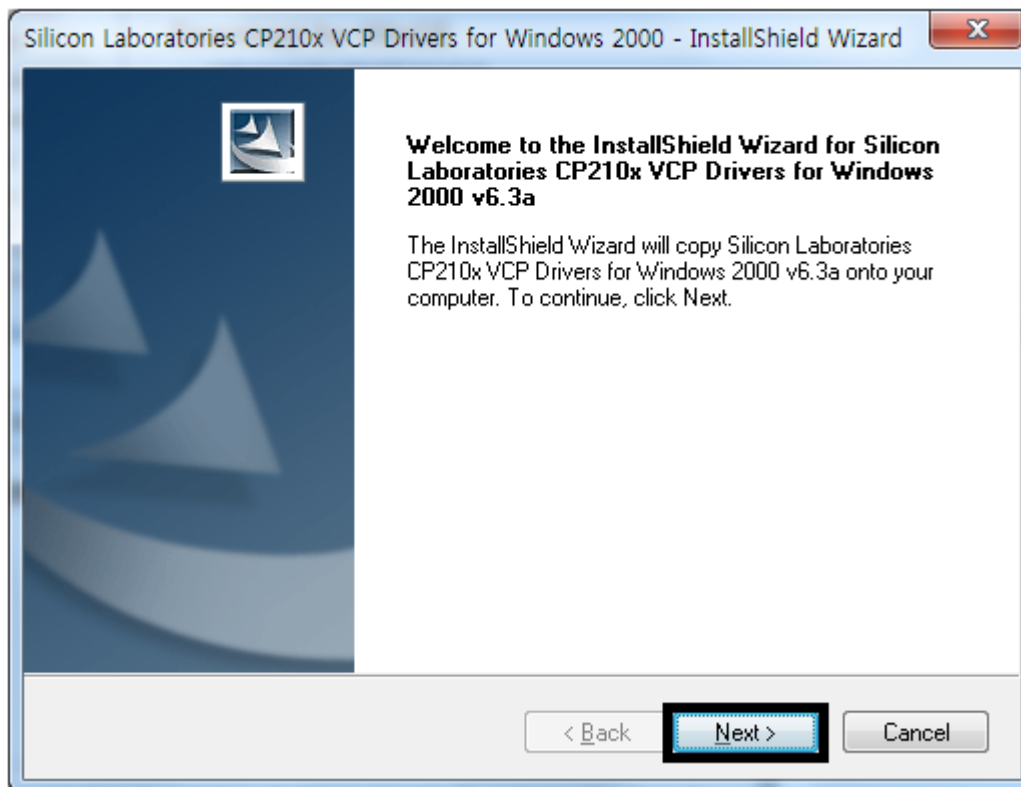 Silicon Laboratories CP210x VCP Drivers for Windows 2000 - InstallShield Wizard
Welcome to the InstallShield Wizard for Silicon
Laboratories CP210x VCP Drivers for Windows
2000 v6.3a
The InstallShield Wizard will copy Silicon Laboratories
CP210x VCP Drivers for Windows 2000 v6.3a onto your
computer. To continue, click Next.
< Back Next > Cancel